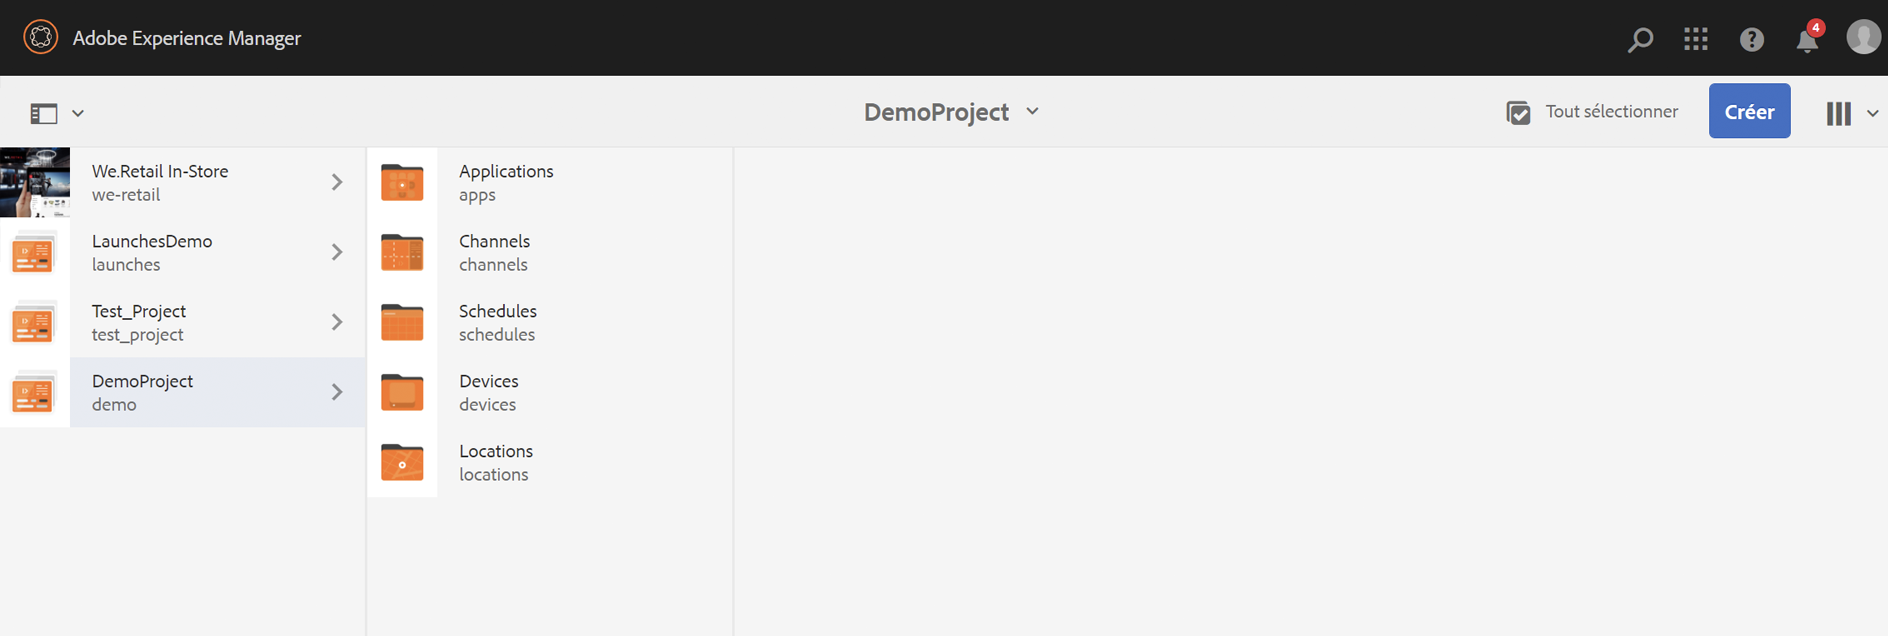 Adobe Experience Manager
4
DemoProject
Tout sélectionner
Créer
We.Retail In-Store
we-retail
LaunchesDemo
launches
Test_Project
test_project
DemoProject
demo
Applications
apps
Channels
channels
Schedules
schedules
Devices
devices
Locations
locations